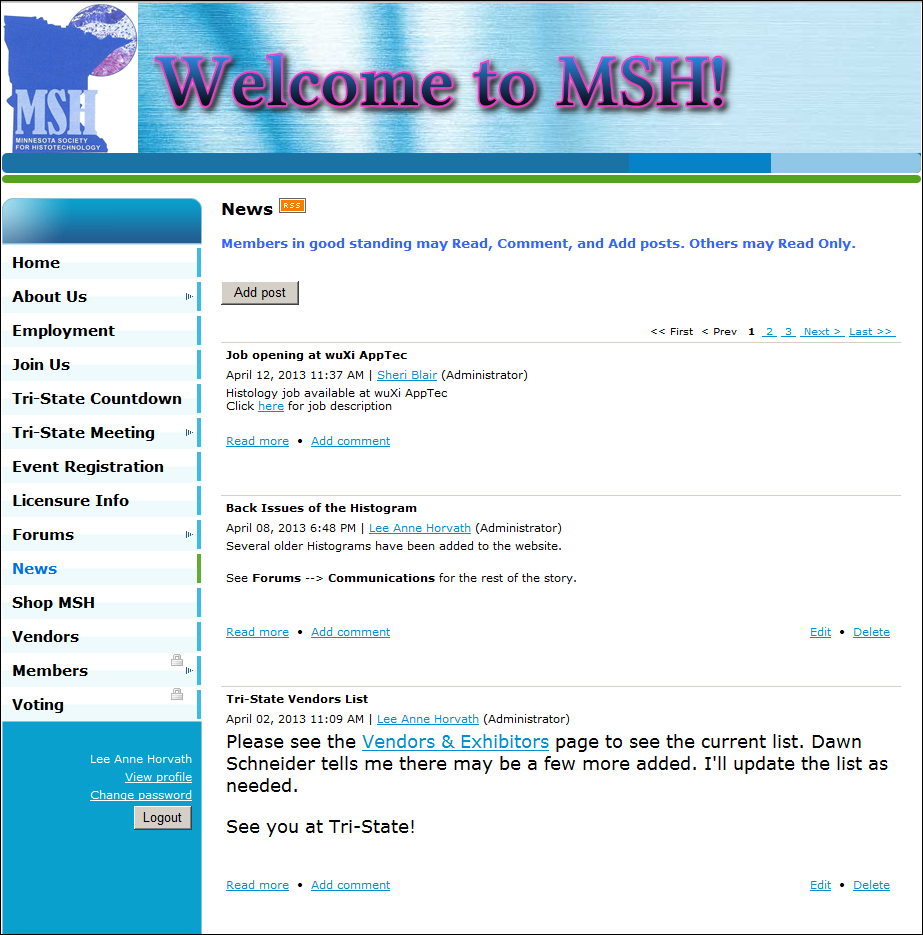 Welcome to MSH!
MSH
MINNESOTA SOCIETY
FOR HISTOTECHNOLOGY
Home
About Us
Employment
Join Us
Tri-State Countdown
Tri-State Meeting
Event Registration
Licensure Info
Forums
News
Shop MSH
Vendors
Members
Voting
Lee Anne Horvath
View profile
Change password
Logout
News RSS
Members in good standing may Read, Comment, and Add posts. Others may Read Only.
Add post
<< First < Prev 1 2 3 Next > Last >>
Job opening at wuXi AppTec
April 12, 2013 11:37 AM | Sheri Blair (Administrator)
Histology job available at wuXi AppTec
Click here for job description
Read more • Add comment
Back Issues of the Histogram
April 08, 2013 6:48 PM | Lee Anne Horvath (Administrator)
Several older Histograms have been added to the website.
See Forums --> Communications for the rest of the story.
Read more • Add comment Edit • Delete
Tri-State Vendors List
April 02, 2013 11:09 AM | Lee Anne Horvath (Administrator)
Please see the Vendors & Exhibitors page to see the current list. Dawn
Schneider tells me there may be a few more added. I'll update the list as
needed.
See you at Tri-State!
Read more • Add comment Edit • Delete